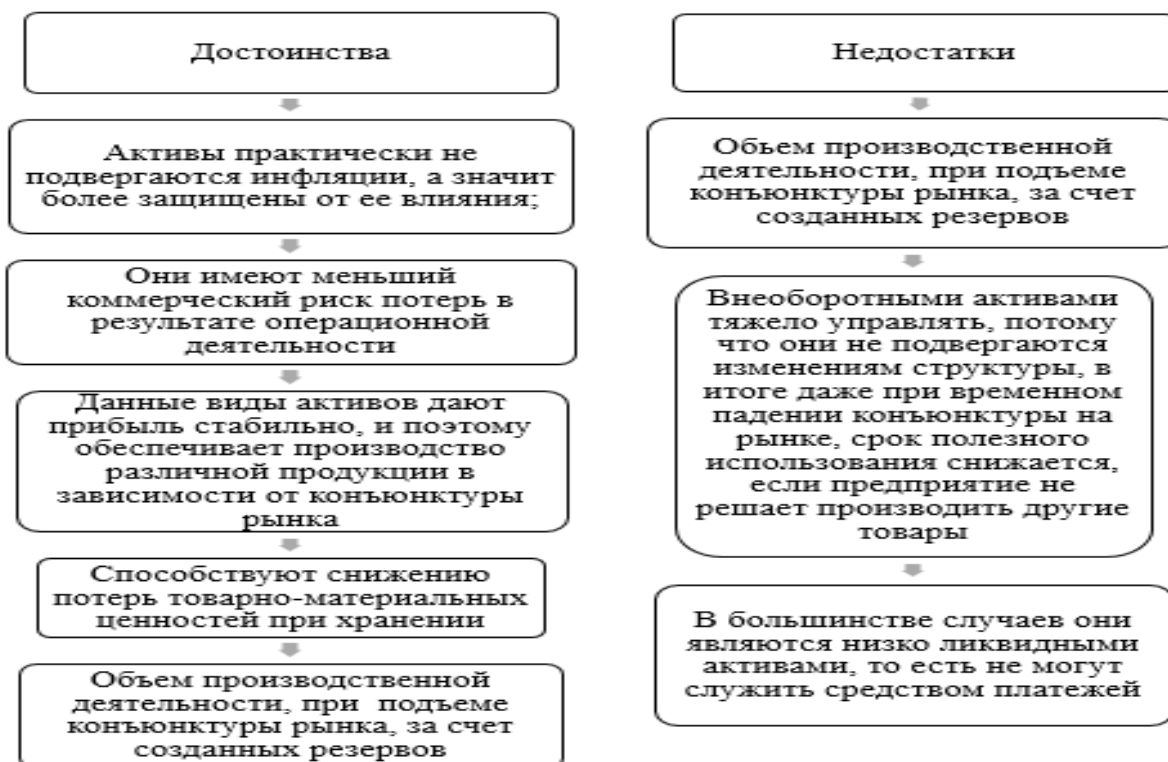 Достоинства
Активы практически не
подвергаются инфляции, а значит
более защищены от ее влияния;
Они имеют меньший
коммерческий риск потерь в
результате операционной
деятельности
Данные виды активов дают
прибыль стабильно, и поэтому
обеспечивает производство
различной продукции в
зависимости от конъюнктуры
рынка
Способствуют снижению
потерь товарно-материальных
ценностей при хранении
Объем производственной
деятельности, при подъеме
конъюнктуры рынка, за счет
созданных резервов
Недостатки
Обьем производственной
деятельности, при подъеме
конъюнктуры рынка, за счет
созданных резервов
Внеоборотными активами
тяжело управлять, потому
что они не подвергаются
изменениям структуры, в
итоге даже при временном
падении конъюнктуры на
рынке, срок полезного
использования снижается,
если предприятие не
решает производить другие
товары
В большинстве случаев они
являются низко ликвидными
активами, то есть не могут
служить средством платежей